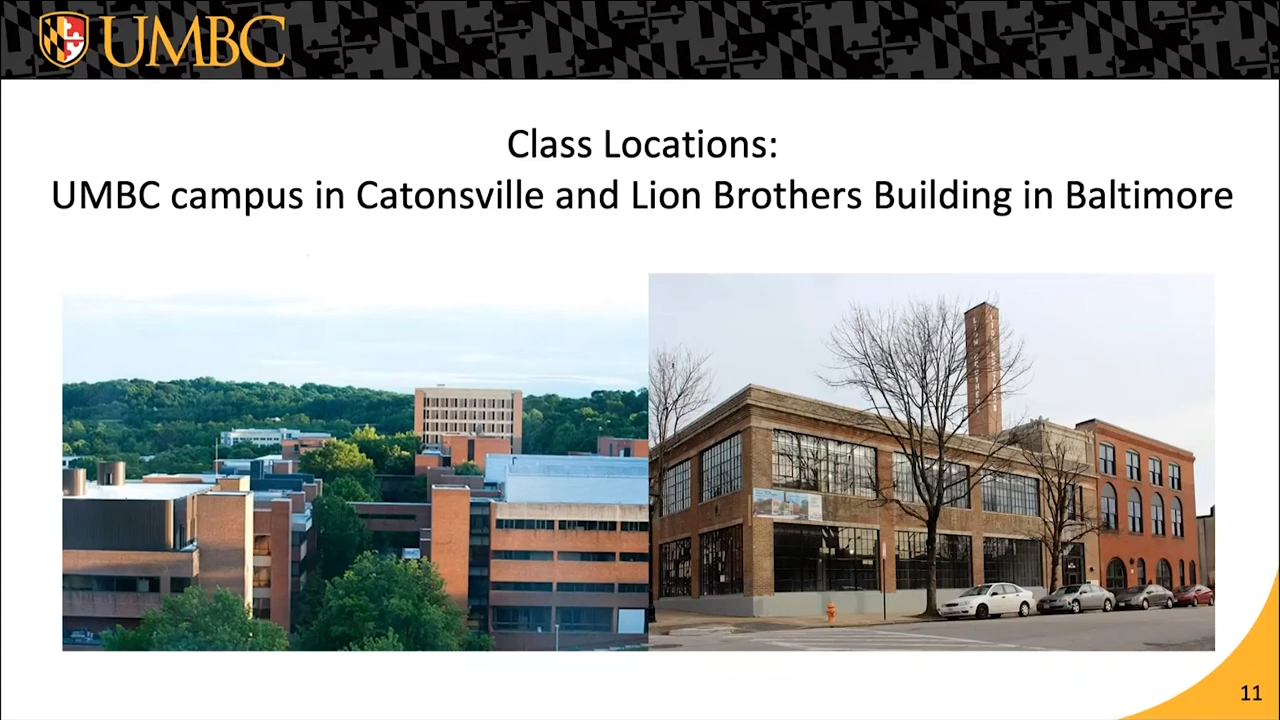 UMBC
Class Locations:
UMBC campus in Catonsville and Lion Brothers Building in Baltimore
11